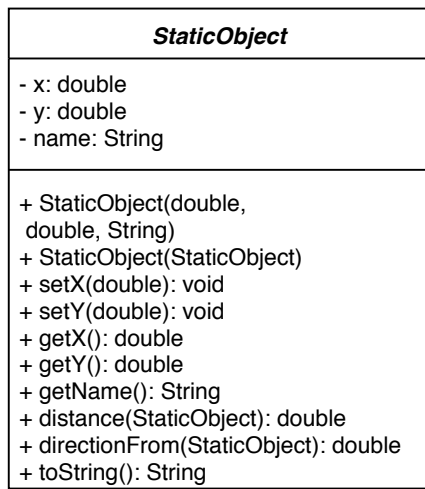 StaticObject
- x: double
- y: double
- name: String
+ StaticObject(double,
double, String)
+ StaticObject(StaticObject)
+ setX(double): void
+ setY(double): void
+ getX(): double
+ getY(): double
+ getName(): String
+ distance(StaticObject): double
+ directionFrom(StaticObject): double
+ toString(): String